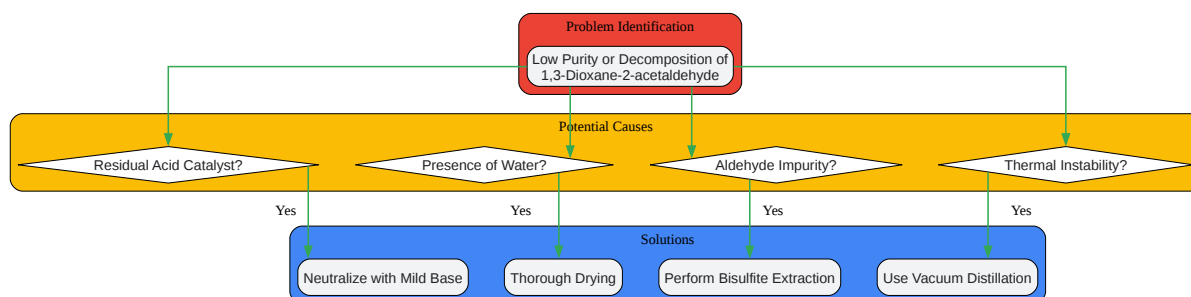 Problem Identification
Low Purity or Decomposition of
1,3-Dioxane-2-acetaldehyde
Potential Causes
Residual Acid Catalyst?
Presence of Water?
Aldehyde Impurity?
Thermal Instability?
Yes
Yes
Yes
Yes
Solutions
Neutralize with Mild Base
Thorough Drying
Perform Bisulfite Extraction
Use Vacuum Distillation